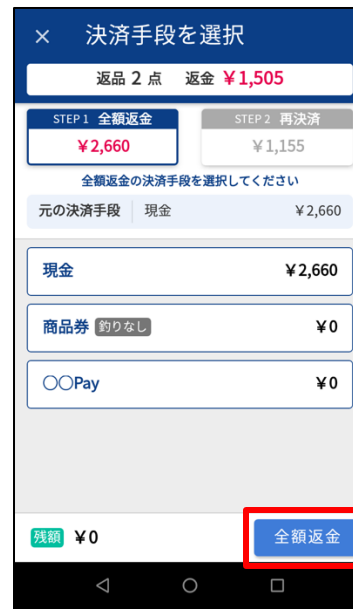 × 決済手段を選択
返品 2 点 返金 ¥1,505
STEP 1 全額返金 STEP 2 再決済
¥2,660 ¥1,155
全額返金の決済手段を選択してください
元の決済手段 現金 ¥2,660
現金 ¥2,660
商品券 釣りなし ¥0
○○Pay ¥0
残額 ¥0 全額返金